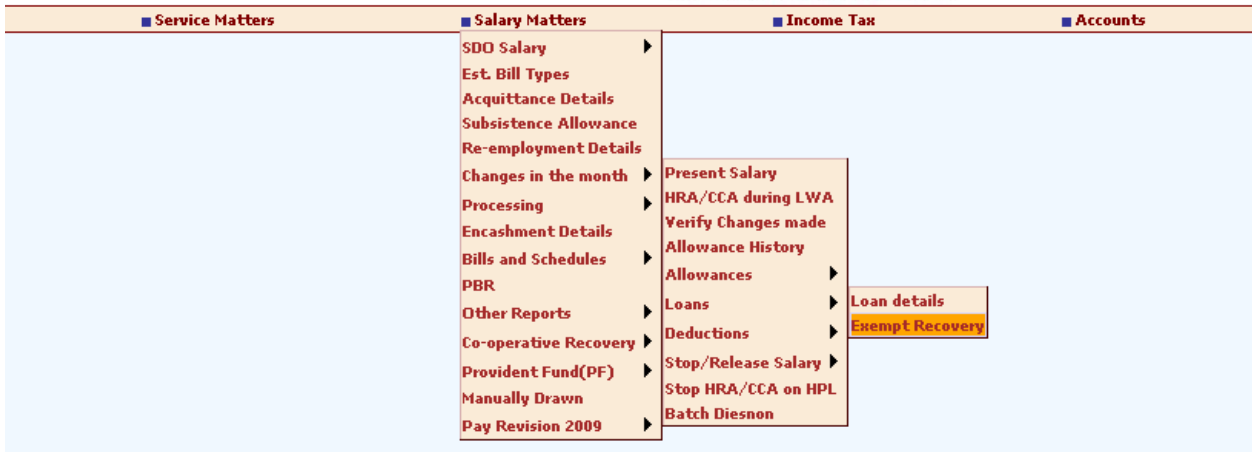 Service Matters
Salary Matters
Income Tax
Accounts
SDO Salary
Est. Bill Types
Acquittance Details
Subsistence Allowance
Re-employment Details
Changes in the month
Processing
Encashment Details
Bills and Schedules
PBR
Other Reports
Co-operative Recovery
Provident Fund(PF)
Manually Drawn
Pay Revision 2009
Present Salary
HRA/CCA during LWA
Verify Changes made
Allowance History
Allowances
Loans
Deductions
Stop/Release Salary
Stop HRA/CCA on HPL
Batch Diesnon
Loan details
Exempt Recovery